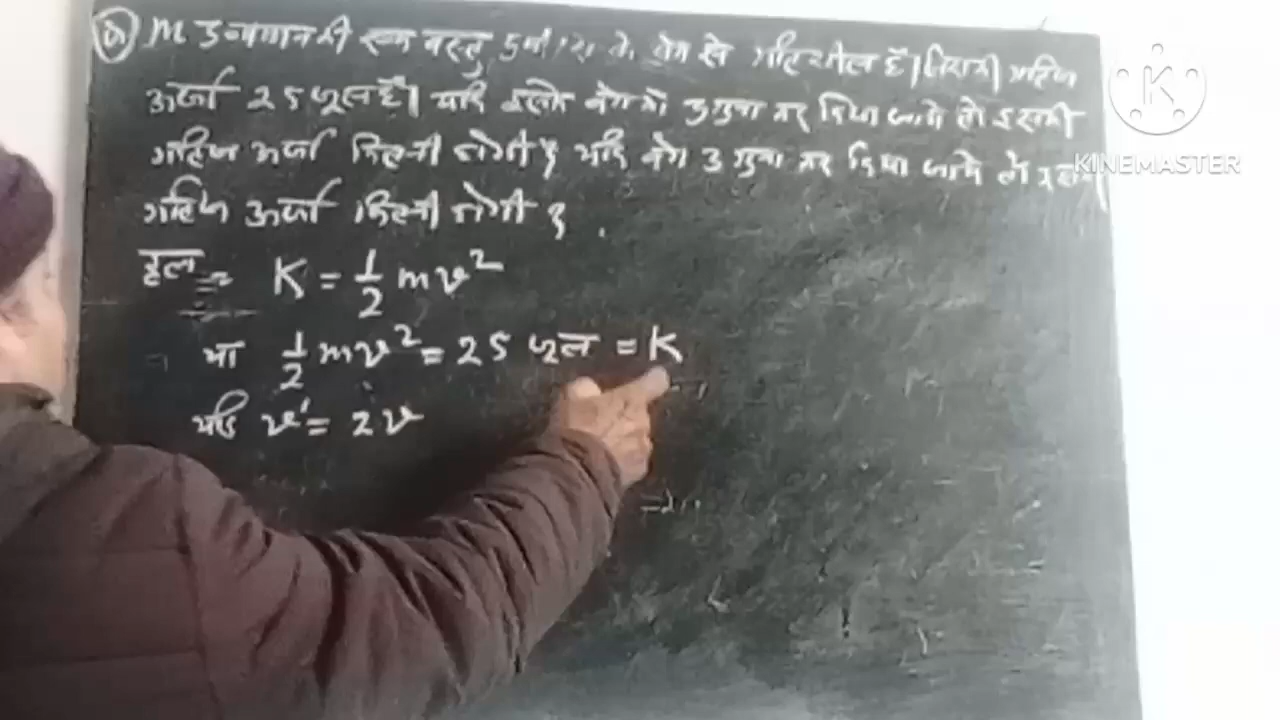 m द्रव्यमान की एक वस्तु 5 मी/से के वेग से गतिशील है। जिसकी गतिज
ऊर्जा 25 जूल है। यदि इसके वेग को गुना कर दिया जाये तो इसकी
गतिज ऊर्जा कितनी होगी ? यदि वेग 3 गुना कर दिया जाये तो इसकी
गतिज ऊर्जा कितनी होगी ?
हल = K = 1/2 mv²
या 1/2 mv² = 25 जूल = K
यदि v' = 2v
K
KINEMASTER